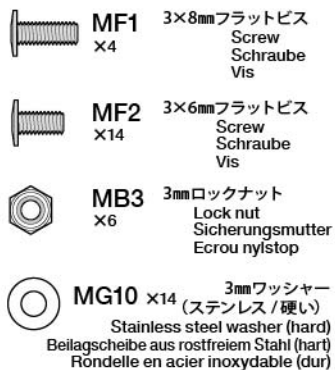 MF1 3×8㎜フラットビス
×4 Screw
Schraube
Vis
MF2 3×6㎜フラットビス
×14 Screw
Schraube
Vis
MB3 3㎜ロックナット
×6 Lock nut
Sicherungsmutter
Ecrou nylstop
MG10 ×14 3㎜ワッシャー
(ステンレス / 硬い)
Stainless steel washer (hard)
Beilagscheibe aus rostfreiem Stahl (hart)
Rondelle en acier inoxydable (dur)